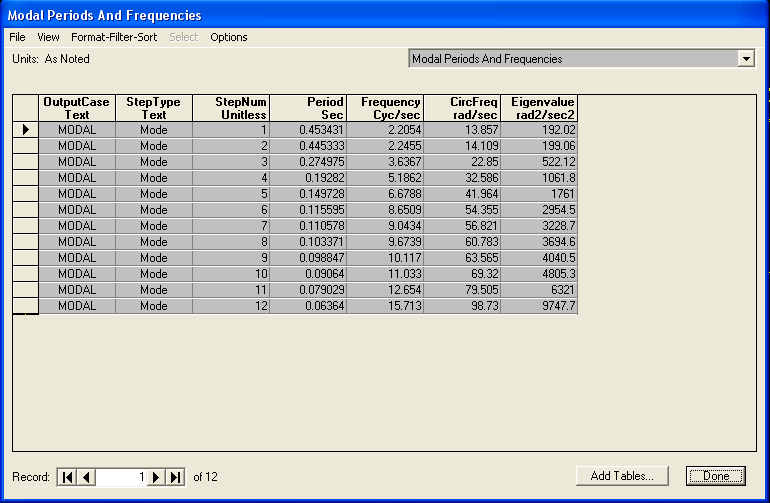 Modal Periods And Frequencies
File View Format-Filter-Sort Select Options
Units: As Noted
Modal Periods And Frequencies
OutputCase StepType StepNum Period Frequency CircFreq Eigenvalue
Text Text Unitless Sec Cyc/sec rad/sec rad2/sec2
MODAL Mode 1 0.453431 2.2054 13.857 192.02
MODAL Mode 2 0.445333 2.2455 14.109 199.06
MODAL Mode 3 0.274975 3.6367 22.85 522.12
MODAL Mode 4 0.19282 5.1862 32.586 1061.8
MODAL Mode 5 0.149728 6.6788 41.964 1761
MODAL Mode 6 0.115595 8.6509 54.355 2954.5
MODAL Mode 7 0.110578 9.0434 56.821 3228.7
MODAL Mode 8 0.103371 9.6739 60.783 3694.6
MODAL Mode 9 0.098847 10.117 63.565 4040.5
MODAL Mode 10 0.09064 11.033 69.32 4805.3
MODAL Mode 11 0.079029 12.654 79.505 6321
MODAL Mode 12 0.06364 15.713 98.73 9747.7
Record: 1 of 12
Add Tables... Done